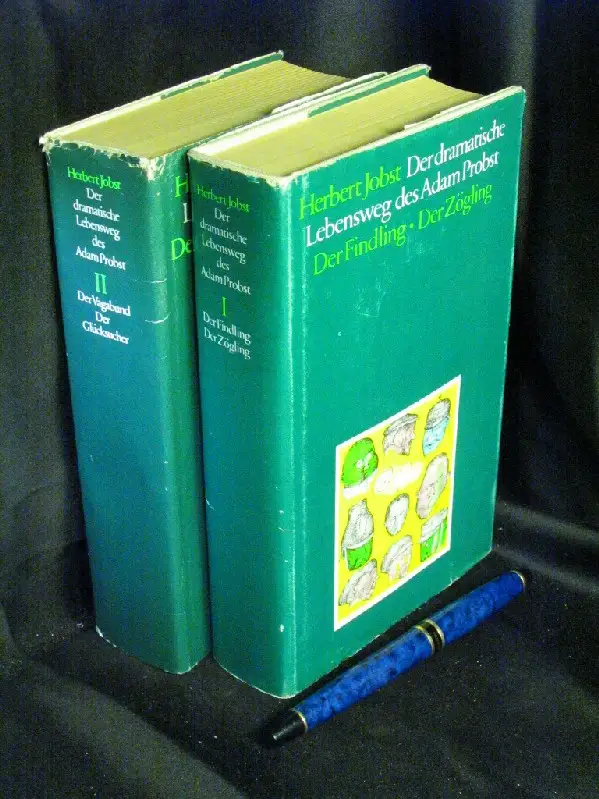 Herbert Jobst
Der
dramatische
Lebensweg
des
Adam Probst
II
Der Vagabund
Der
Glücksucher
Herbert Jobst
Der
dramatische
Lebensweg
des
Adam Probst
I
Der Findling
Der Zögling
Herbert Jobst Der dramatische
Lebensweg des Adam Probst
Der Findling · Der Zögling